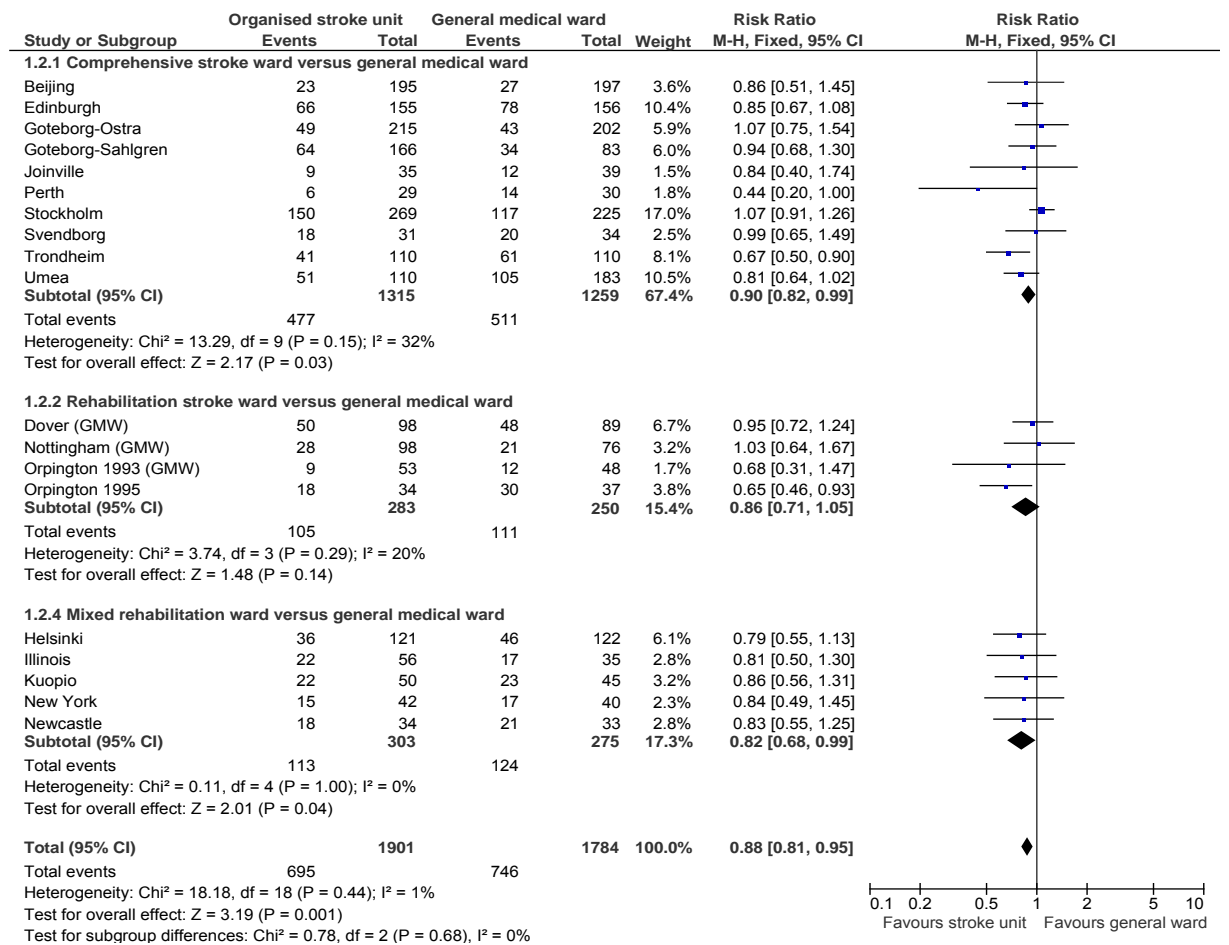 Organised stroke unit General medical ward Risk Ratio Risk Ratio
Study or Subgroup Events Total Events Total Weight M-H, Fixed, 95% CI M-H, Fixed, 95% CI
1.2.1 Comprehensive stroke ward versus general medical ward
Beijing 23 195 27 197 3.6% 0.86 [0.51, 1.45]
Edinburgh 66 155 78 156 10.4% 0.85 [0.67, 1.08]
Goteborg-Ostra 49 215 43 202 5.9% 1.07 [0.75, 1.54]
Goteborg-Sahlgren 64 166 34 83 6.0% 0.94 [0.68, 1.30]
Joinville 9 35 12 39 1.5% 0.84 [0.40, 1.74]
Perth 6 29 14 30 1.8% 0.44 [0.20, 1.00]
Stockholm 150 269 117 225 17.0% 1.07 [0.91, 1.26]
Svendborg 18 31 20 34 2.5% 0.99 [0.65, 1.49]
Trondheim 41 110 61 110 8.1% 0.67 [0.50, 0.90]
Umea 51 110 105 183 10.5% 0.81 [0.64, 1.02]
Subtotal (95% CI) 1315 1259 67.4% 0.90 [0.82, 0.99]
Total events 477 511
Heterogeneity: Chi² = 13.29, df = 9 (P = 0.15); I² = 32%
Test for overall effect: Z = 2.17 (P = 0.03)
1.2.2 Rehabilitation stroke ward versus general medical ward
Dover (GMW) 50 98 48 89 6.7% 0.95 [0.72, 1.24]
Nottingham (GMW) 28 98 21 76 3.2% 1.03 [0.64, 1.67]
Orpington 1993 (GMW) 9 53 12 48 1.7% 0.68 [0.31, 1.47]
Orpington 1995 18 34 30 37 3.8% 0.65 [0.46, 0.93]
Subtotal (95% CI) 283 250 15.4% 0.86 [0.71, 1.05]
Total events 105 111
Heterogeneity: Chi² = 3.74, df = 3 (P = 0.29); I² = 20%
Test for overall effect: Z = 1.48 (P = 0.14)
1.2.4 Mixed rehabilitation ward versus general medical ward
Helsinki 36 121 46 122 6.1% 0.79 [0.55, 1.13]
Illinois 22 56 17 35 2.8% 0.81 [0.50, 1.30]
Kuopio 22 50 23 45 3.2% 0.86 [0.56, 1.31]
New York 15 42 17 40 2.3% 0.84 [0.49, 1.45]
Newcastle 18 34 21 33 2.8% 0.83 [0.55, 1.25]
Subtotal (95% CI) 303 275 17.3% 0.82 [0.68, 0.99]
Total events 113 124
Heterogeneity: Chi² = 0.11, df = 4 (P = 1.00); I² = 0%
Test for overall effect: Z = 2.01 (P = 0.04)
Total (95% CI) 1901 1784 100.0% 0.88 [0.81, 0.95]
Total events 695 746
Heterogeneity: Chi² = 18.18, df = 18 (P = 0.44); I² = 1%
Test for overall effect: Z = 3.19 (P = 0.001)
Test for subgroup differences: Chi² = 0.78, df = 2 (P = 0.68), I² = 0%
0.1 0.2 0.5 1 2 5 10
Favours stroke unit Favours general ward